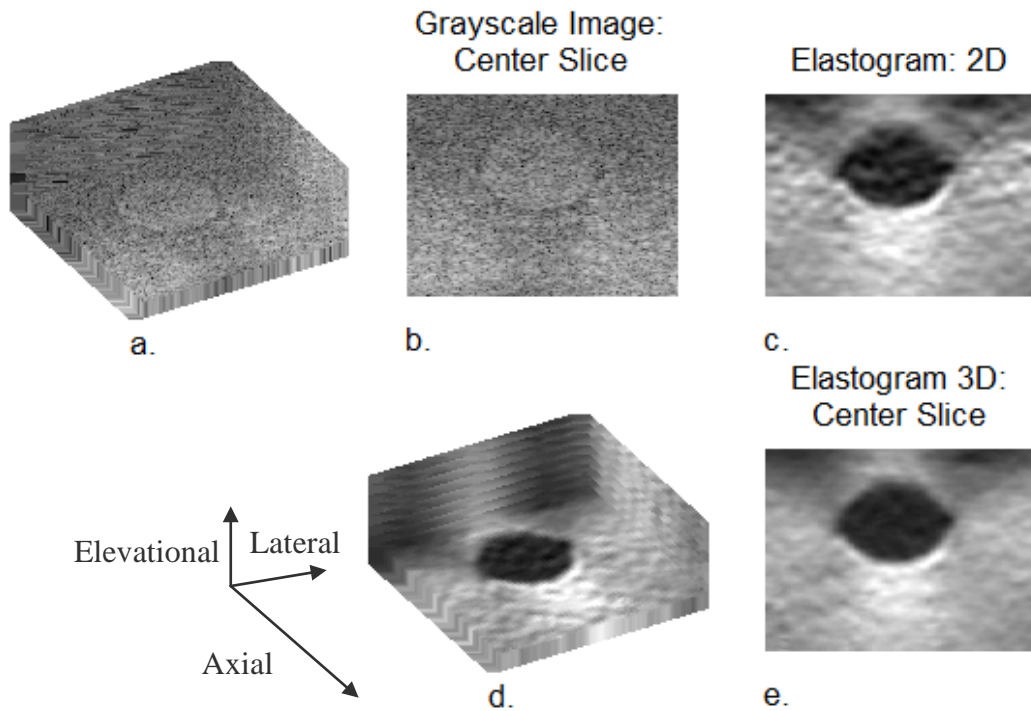 Grayscale Image:
Center Slice
Elastogram: 2D
a.
b.
c.
Elastogram 3D:
Center Slice
Elevational
Lateral
Axial
d.
e.